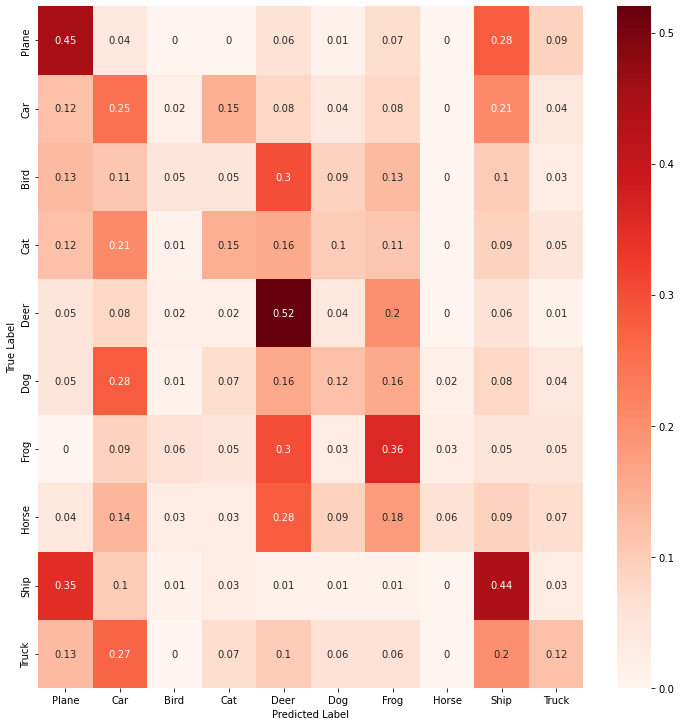 Plane 0.45 0.04 0 0 0.06 0.01 0.07 0 0.28 0.09
Car 0.12 0.25 0.02 0.15 0.08 0.04 0.08 0 0.21 0.04
Bird 0.13 0.11 0.05 0.05 0.3 0.09 0.13 0 0.1 0.03
Cat 0.12 0.21 0.01 0.15 0.16 0.1 0.11 0 0.09 0.05
Deer 0.05 0.08 0.02 0.02 0.52 0.04 0.2 0 0.06 0.01
True Label
Dog 0.05 0.28 0.01 0.07 0.16 0.12 0.16 0.02 0.08 0.04
Frog 0 0.09 0.06 0.05 0.3 0.03 0.36 0.03 0.05 0.05
Horse 0.04 0.14 0.03 0.03 0.28 0.09 0.18 0.06 0.09 0.07
Ship 0.35 0.1 0.01 0.03 0.01 0.01 0.01 0 0.44 0.03
Truck 0.13 0.27 0 0.07 0.1 0.06 0.06 0 0.2 0.12
Plane Car Bird Cat Deer Dog Frog Horse Ship Truck
Predicted Label
0.5
0.4
0.3
0.2
0.1
0.0